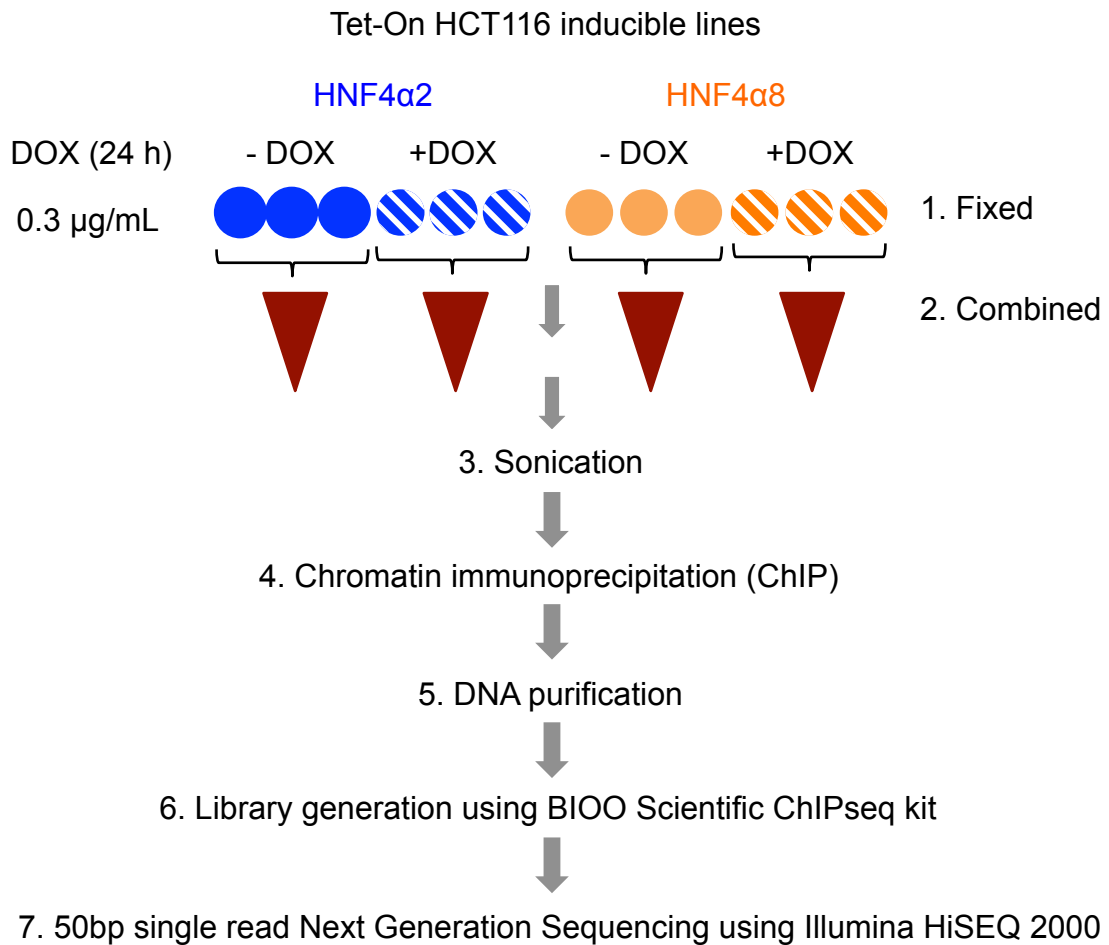 Tet-On HCT116 inducible lines
HNF4α2 HNF4α8
DOX (24 h) - DOX +DOX - DOX +DOX
0.3 µg/mL 1. Fixed
2. Combined
3. Sonication
4. Chromatin immunoprecipitation (ChIP)
5. DNA purification
6. Library generation using BIOO Scientific ChIPseq kit
7. 50bp single read Next Generation Sequencing using Illumina HiSEQ 2000